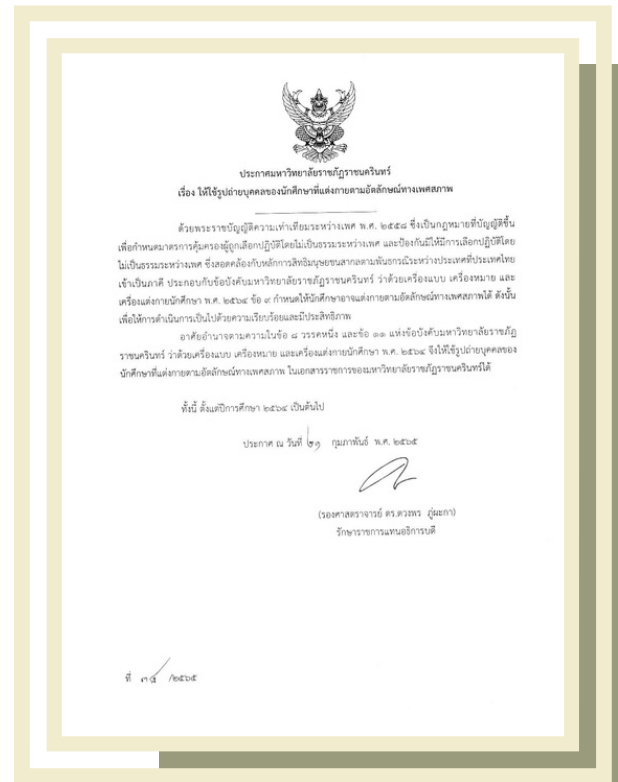 ประกาศมหาวิทยาลัยราชภัฏราชนครินทร์
เรื่อง ให้ใช้รูปถ่ายบุคคลของนักศึกษาที่แต่งกายตามอัตลักษณ์ทางเพศสภาพ
ด้วยพระราชบัญญัติความเท่าเทียมระหว่างเพศ พ.ศ. ๒๕๕๘ ซึ่งเป็นกฎหมายที่บัญญัติขึ้น
เพื่อกำหนดมาตรการคุ้มครองผู้ถูกเลือกปฏิบัติโดยไม่เป็นธรรมระหว่างเพศ และป้องกันมิให้มีการเลือกปฏิบัติโดย
ไม่เป็นธรรมระหว่างเพศ ซึ่งสอดคล้องกับหลักการสิทธิมนุษยชนสากลตามพันธกรณีระหว่างประเทศที่ประเทศไทย
เข้าเป็นภาคี ประกอบกับข้อบังคับมหาวิทยาลัยราชภัฏราชนครินทร์ ว่าด้วยเครื่องแบบ เครื่องหมาย และ
เครื่องแต่งกายนักศึกษา พ.ศ. ๒๕๖๔ ข้อ ๙ กำหนดให้นักศึกษาอาจแต่งกายตามอัตลักษณ์ทางเพศสภาพได้ ดังนั้น
เพื่อให้การดำเนินการเป็นไปด้วยความเรียบร้อยและมีประสิทธิภาพ
อาศัยอำนาจตามความในข้อ ๘ วรรคหนึ่ง และข้อ ๑๑ แห่งข้อบังคับมหาวิทยาลัยราชภัฏ
ราชนครินทร์ ว่าด้วยเครื่องแบบ เครื่องหมาย และเครื่องแต่งกายนักศึกษา พ.ศ. ๒๕๖๔ จึงให้ใช้รูปถ่ายบุคคลของ
นักศึกษาที่แต่งกายตามอัตลักษณ์ทางเพศสภาพ ในเอกสารราชการของมหาวิทยาลัยราชภัฏราชนครินทร์ได้
ทั้งนี้ ตั้งแต่ปีการศึกษา ๒๕๖๔ เป็นต้นไป
ประกาศ ณ วันที่ ๒๑ กุมภาพันธ์ พ.ศ. ๒๕๖๕
(รองศาสตราจารย์ ดร.ดวงพร ภู่ผะกา)
รักษาราชการแทนอธิการบดี
ที่ /๒๕๖๕